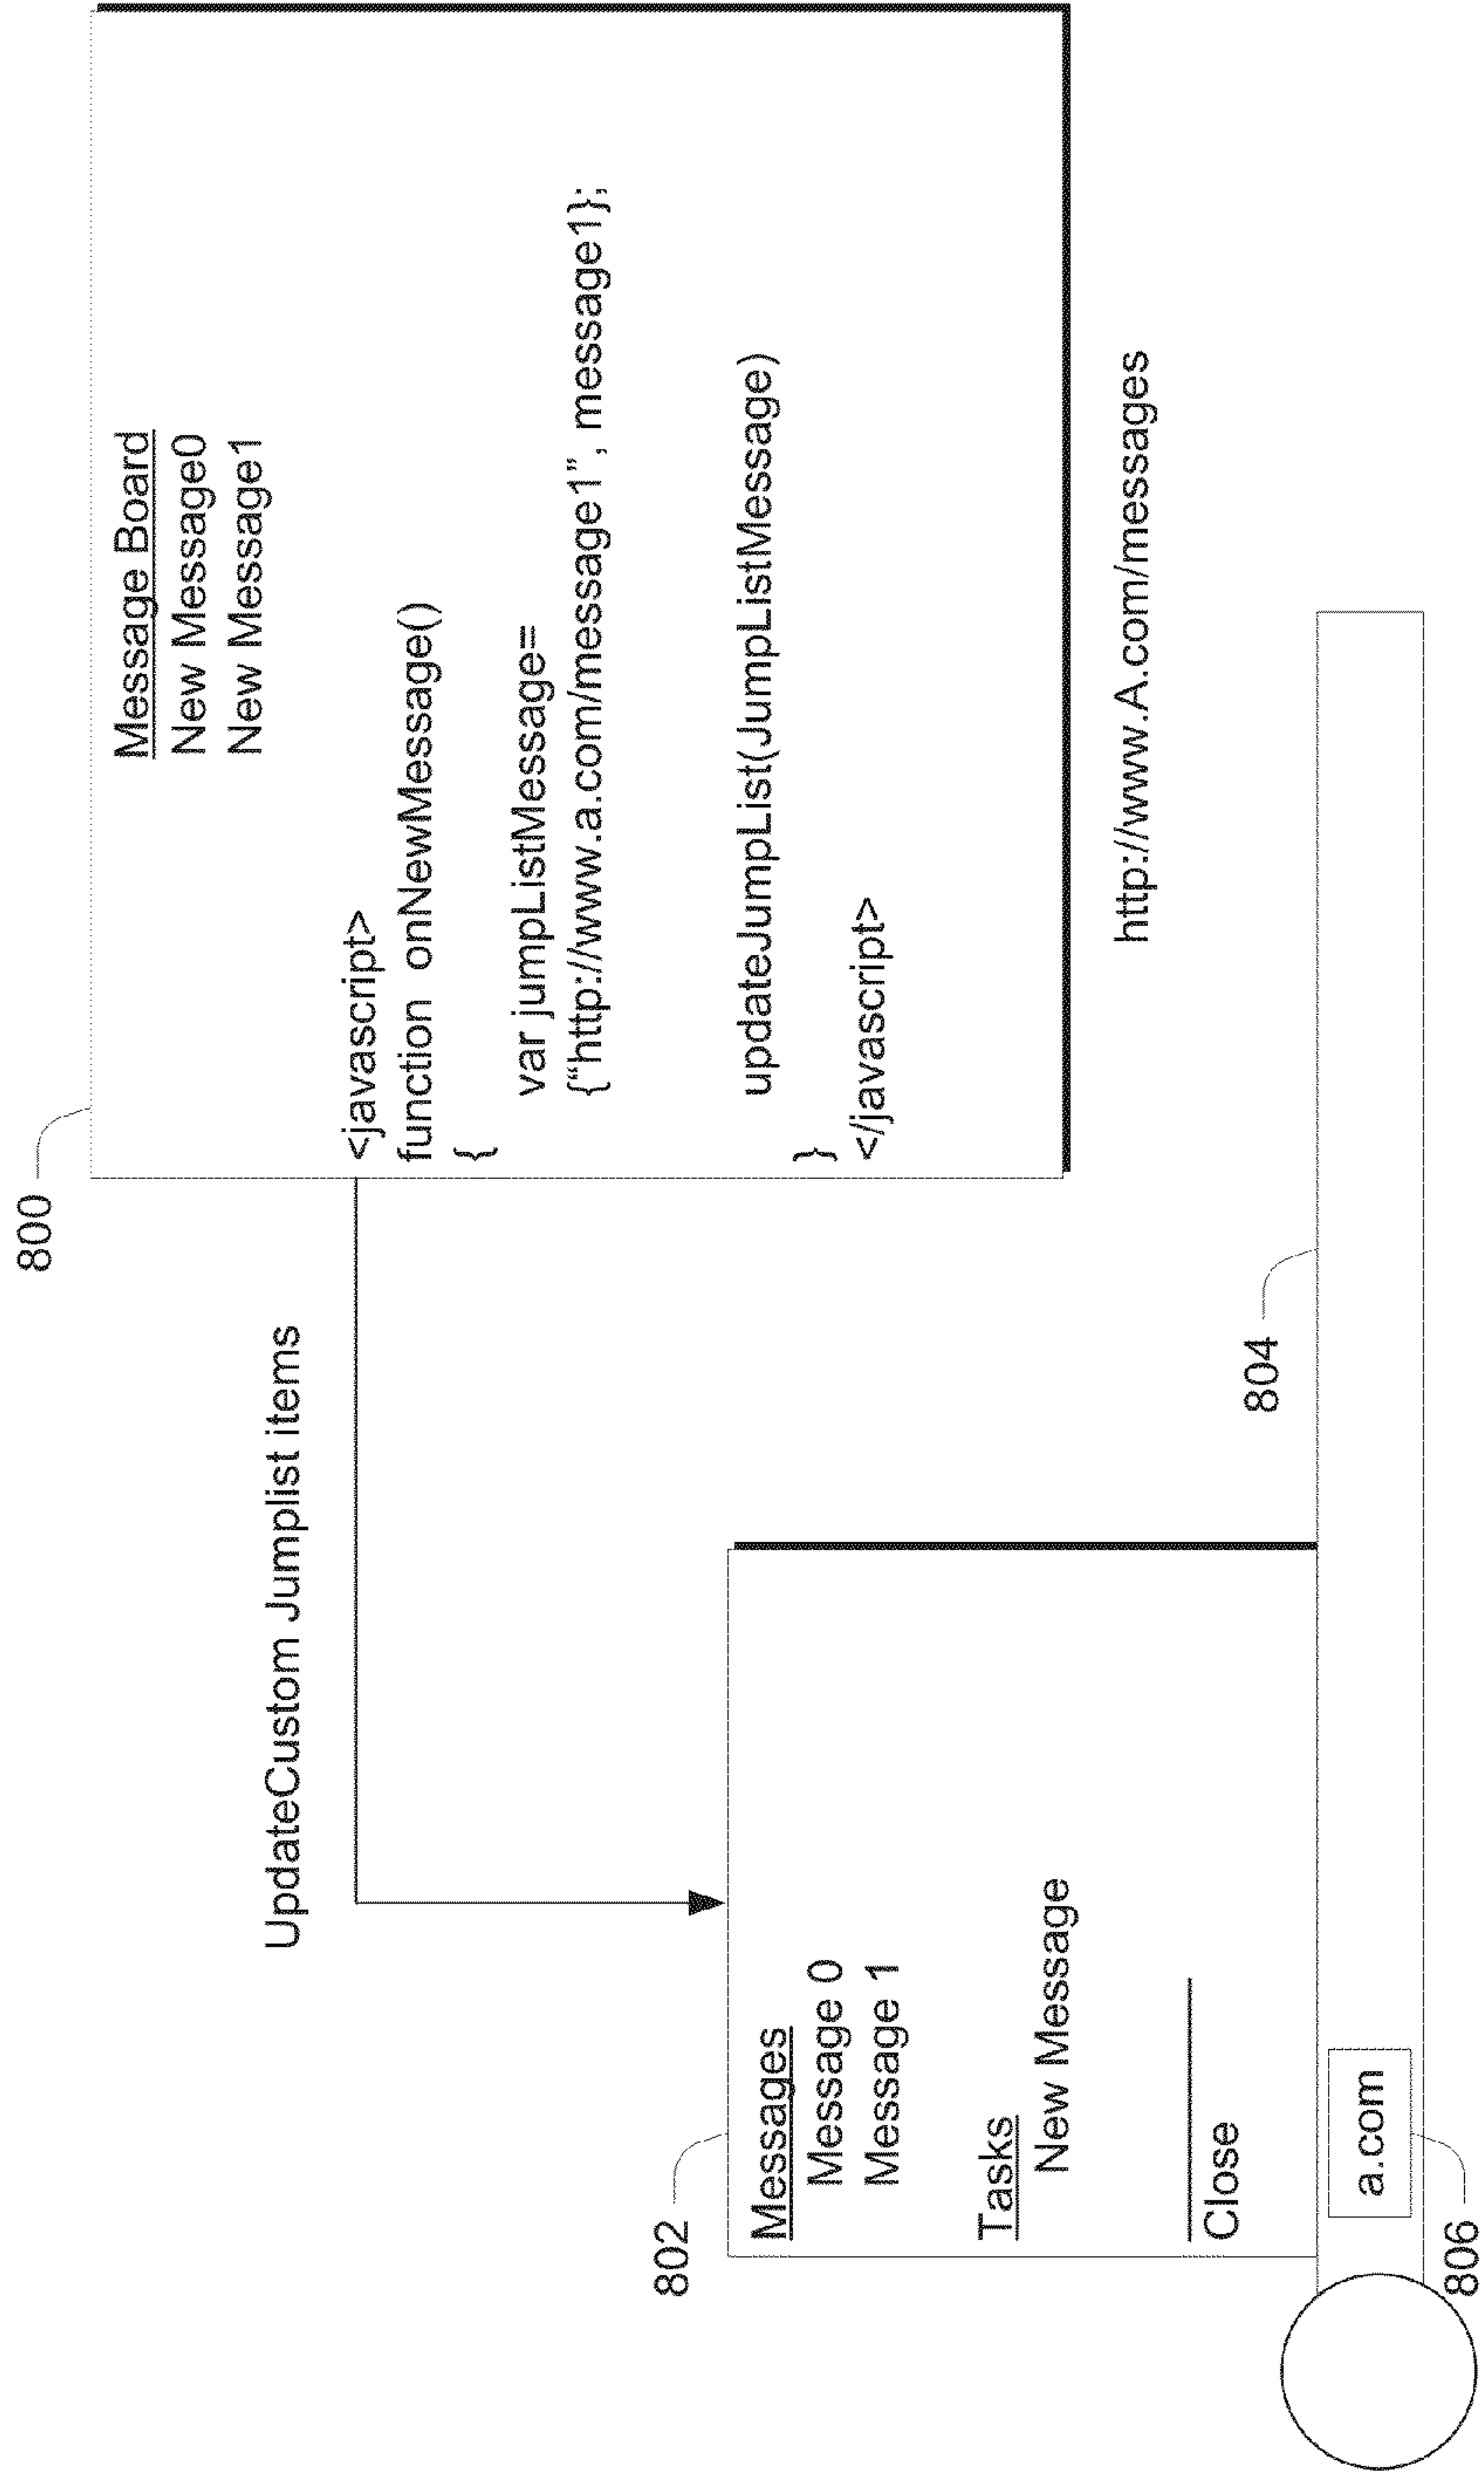 800
Message Board
New Message0
New Message1
<javascript>
function onNewMessage()
{
var jumpListMessage=
{“http://www.a.com/message1”, message1};
updateJumpList(JumpListMessage)
}
</javascript>
http://www.A.com/messages
UpdateCustom Jumplist items
802
Messages
Message 0
Message 1
Tasks
New Message
Close
804
a.com
806